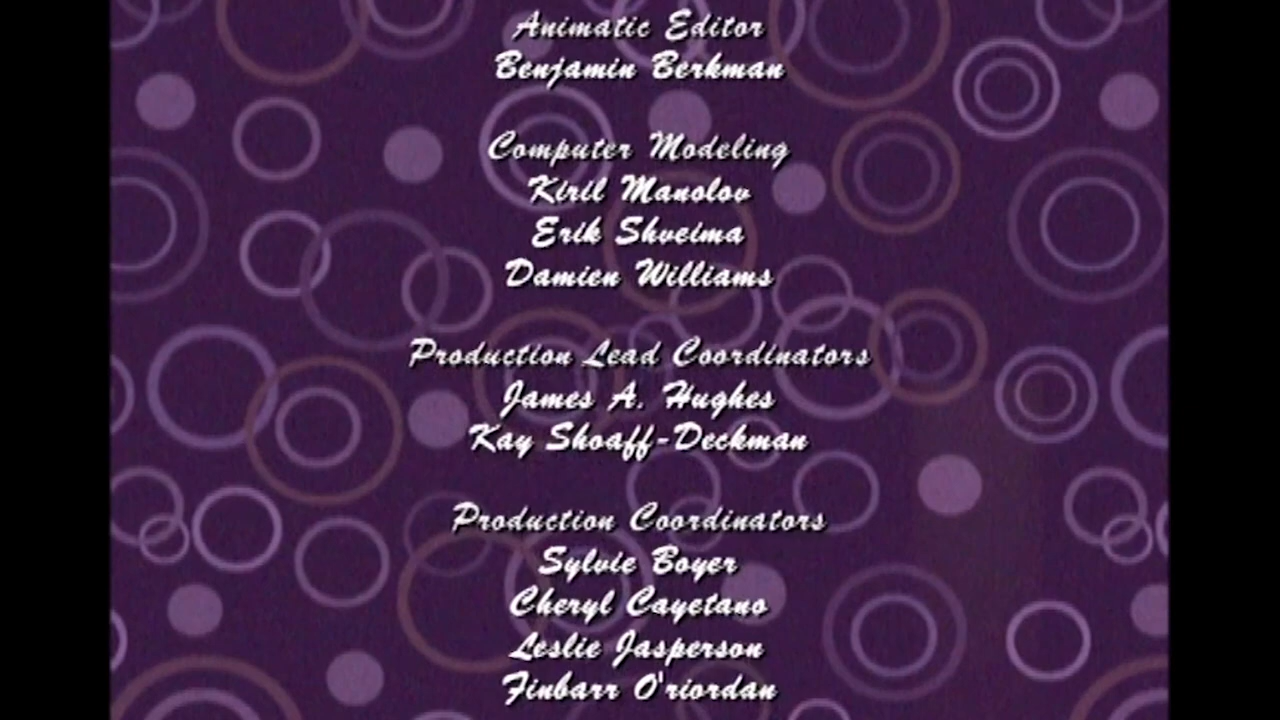 Animatic Editor
Benjamin Berkman
Computer Modeling
Kiril Manolov
Erik Shveima
Damien Williams
Production Lead Coordinators
James A. Hughes
Kay Shoaff-Deckman
Production Coordinators
Sylvie Boyer
Cheryl Cayetano
Leslie Jasperson
Finbarr O'riordan